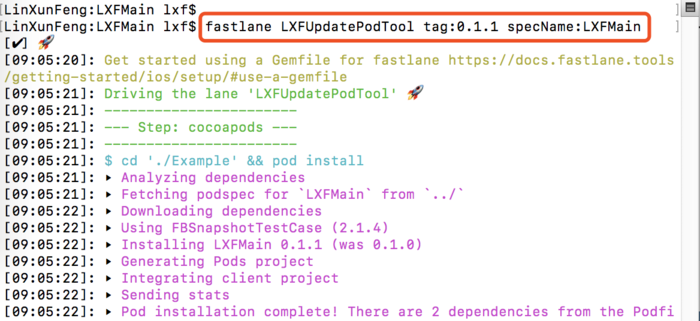 [LinXunFeng:LXFMain lxf$ ]
[LinXunFeng:LXFMain lxf$ fastlane LXFUpdatePodTool tag:0.1.1 specName:LXFMain ]
[✔] 🚀
[09:05:20]: Get started using a Gemfile for fastlane https://docs.fastlane.tools
/getting-started/ios/setup/#use-a-gemfile
[09:05:21]: Driving the lane 'LXFUpdatePodTool' 🚀
[09:05:21]: -----------------------
[09:05:21]: --- Step: cocoapods ---
[09:05:21]: -----------------------
[09:05:21]: $ cd './Example' && pod install
[09:05:21]: ▸ Analyzing dependencies
[09:05:21]: ▸ Fetching podspec for `LXFMain` from `../`
[09:05:22]: ▸ Downloading dependencies
[09:05:22]: ▸ Using FBSnapshotTestCase (2.1.4)
[09:05:22]: ▸ Installing LXFMain 0.1.1 (was 0.1.0)
[09:05:22]: ▸ Generating Pods project
[09:05:22]: ▸ Integrating client project
[09:05:22]: ▸ Sending stats
[09:05:22]: ▸ Pod installation complete! There are 2 dependencies from the Podfi